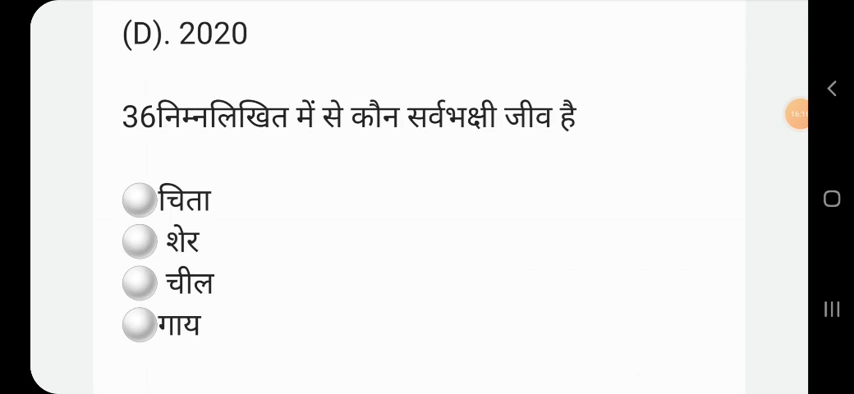 (D). 2020
36निम्नलिखित में से कौन सर्वभक्षी जीव है
चिता
शेर
चील
गाय